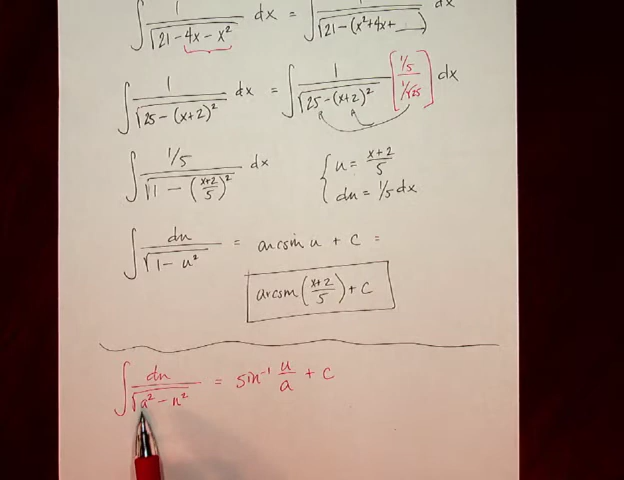 ∫ 1/√(21 - 4x - x²) dx = ∫ 1/√(21 - (x² + 4x + __)) dx
∫ 1/√(25 - (x+2)²) dx = ∫ 1/√(25 - (x+2)²) [(1/5)/(1/√25)] dx
∫ (1/5)/√(1 - ((x+2)/5)²) dx { u = (x+2)/5
du = 1/5 dx
∫ du/√(1 - u²) = arcsin u + C =
arcsin((x+2)/5) + C
∫ du/√(a² - u²) = sin⁻¹ u/a + C